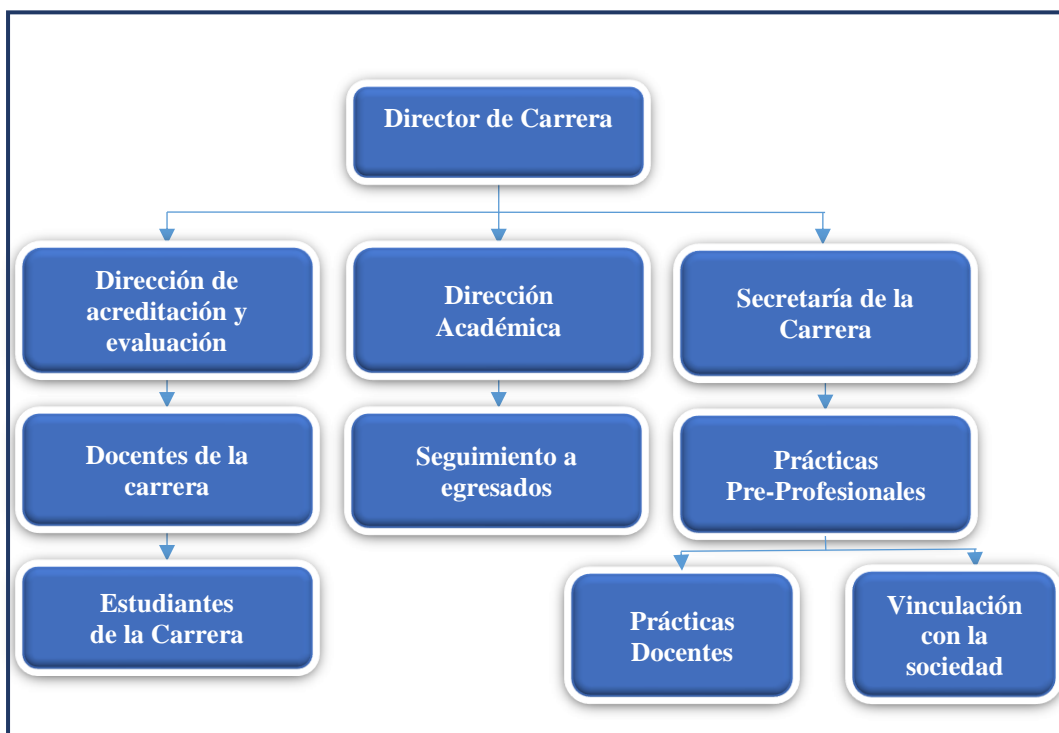 Director de Carrera
Dirección de
acreditación y
evaluación
Dirección
Académica
Secretaría de la
Carrera
Docentes de la
carrera
Seguimiento a
egresados
Prácticas
Pre-Profesionales
Estudiantes
de la Carrera
Prácticas
Docentes
Vinculación
con la
sociedad